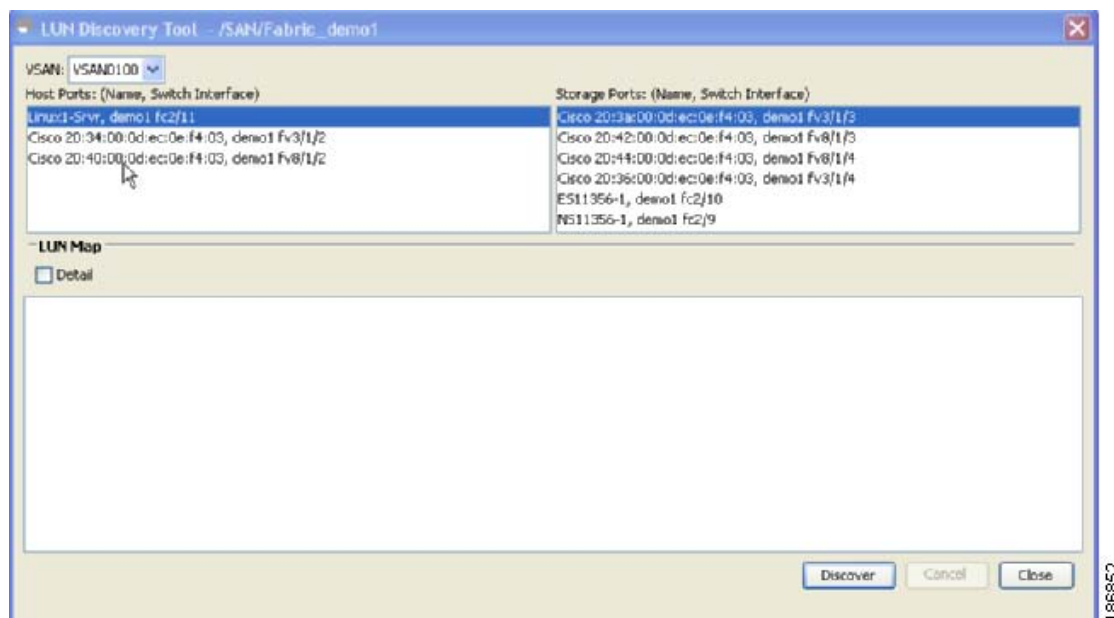 LUN Discovery Tool - /SAN/Fabric_demo1
VSAN: VSAN0100
Host Ports: (Name, Switch Interface)
Linux1-Srvr, demo1 fc2/11
Cisco 20:34:00:0d:ec:0e:f4:03, demo1 fv3/1/2
Cisco 20:40:00:0d:ec:0e:f4:03, demo1 fv8/1/2
Storage Ports: (Name, Switch Interface)
Cisco 20:3a:00:0d:ec:0e:f4:03, demo1 fv3/1/3
Cisco 20:42:00:0d:ec:0e:f4:03, demo1 fv8/1/3
Cisco 20:44:00:0d:ec:0e:f4:03, demo1 fv8/1/4
Cisco 20:36:00:0d:ec:0e:f4:03, demo1 fv3/1/4
ES11356-1, demo1 fc2/10
NS11356-1, demo1 fc2/9
LUN Map
Detail
Discover Cancel Close
186852